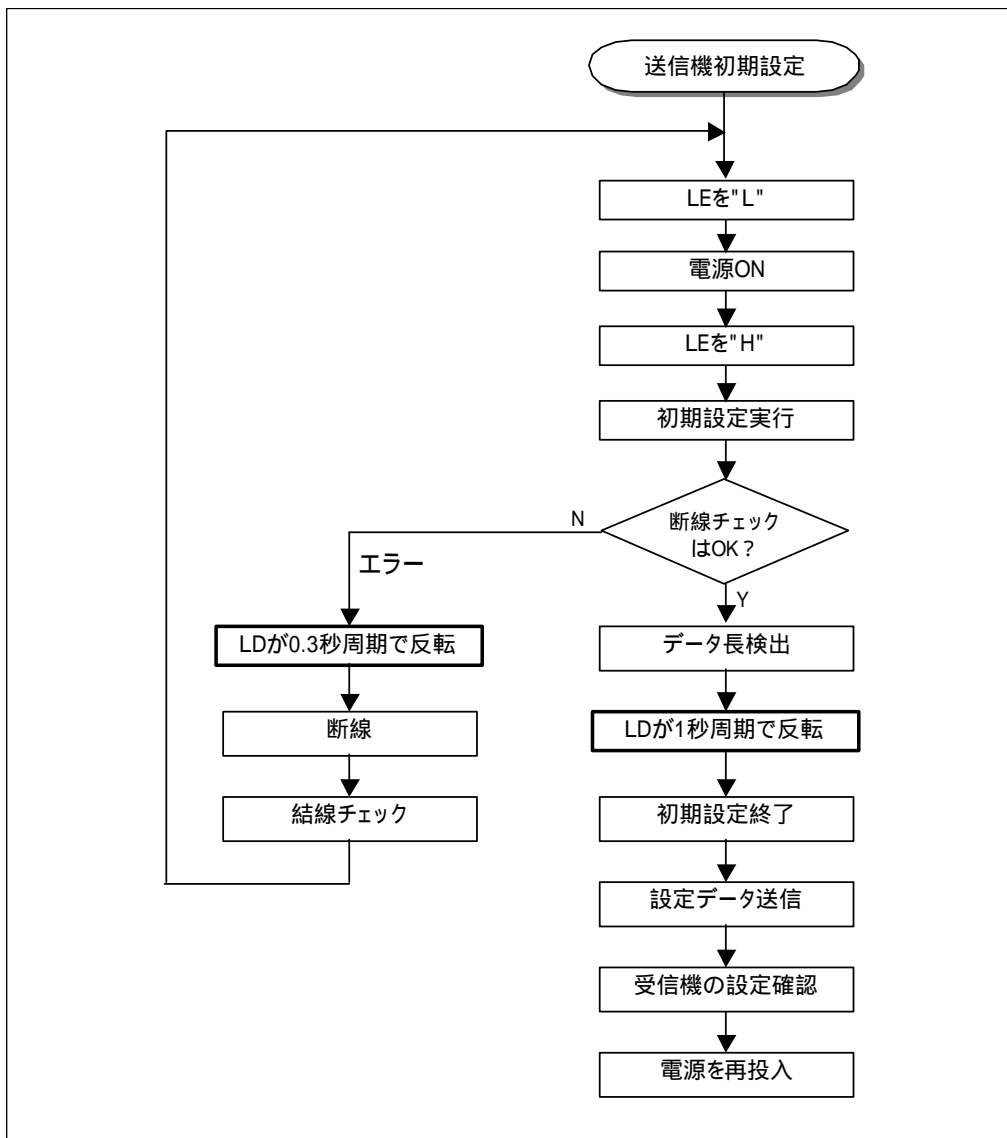 送信機初期設定
LEを"L"
電源ON
LEを"H"
初期設定実行
断線チェック
はOK？
N
エラー
Y
LDが0.3秒周期で反転
断線
結線チェック
データ長検出
LDが1秒周期で反転
初期設定終了
設定データ送信
受信機の設定確認
電源を再投入